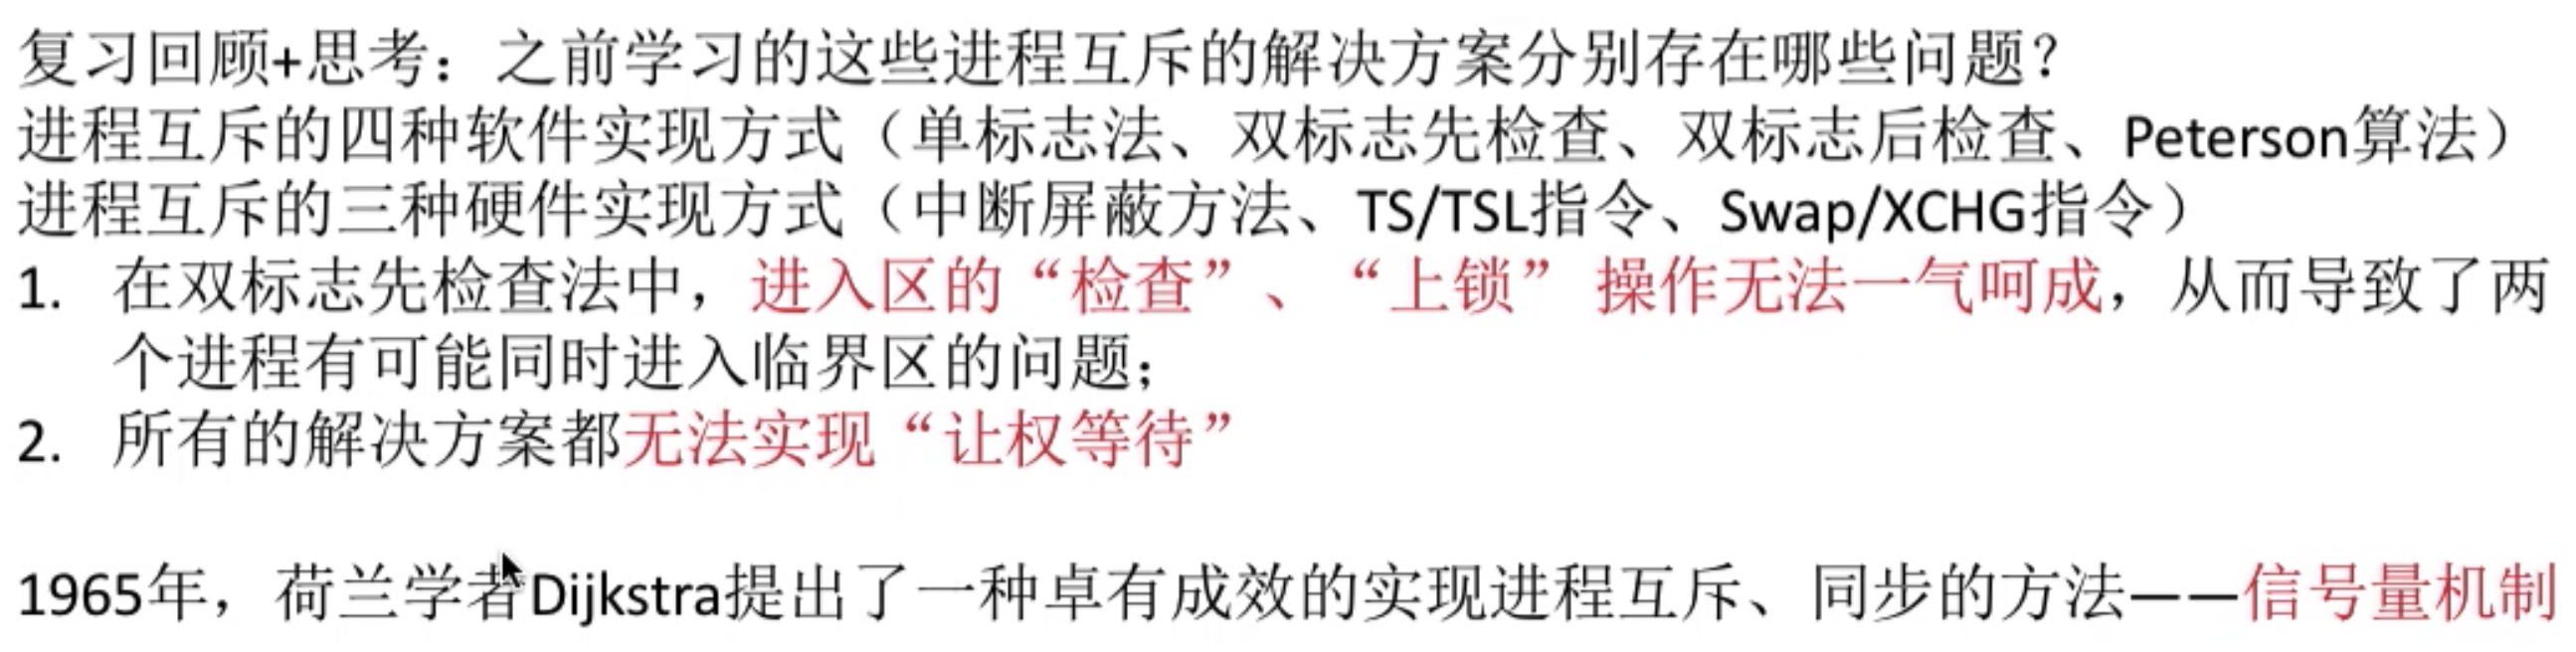 复习回顾+思考：之前学习的这些进程互斥的解决方案分别存在哪些问题？
进程互斥的四种软件实现方式（单标志法、双标志先检查、双标志后检查、Peterson算法）
进程互斥的三种硬件实现方式（中断屏蔽方法、TS/TSL指令、Swap/XCHG指令）
1. 在双标志先检查法中，进入区的“检查”、“上锁” 操作无法一气呵成，从而导致了两
个进程有可能同时进入临界区的问题；
2. 所有的解决方案都无法实现“让权等待”
1965年，荷兰学者Dijkstra提出了一种卓有成效的实现进程互斥、同步的方法——信号量机制